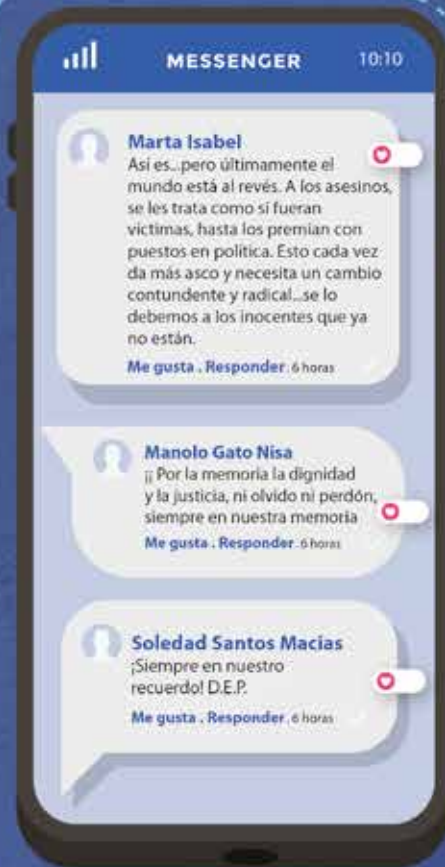 MESSENGER 10:10
Marta Isabel
Así es...pero últimamente el
mundo está al revés. A los asesinos,
se les trata como si fueran
victimas, hasta los premian con
puestos en política. Esto cada vez
da más asco y necesita un cambio
contundente y radical...se lo
debemos a los inocentes que ya
no están.
Me gusta . Responder. 6 horas
Manolo Gato Nisa
¡¡ Por la memoria la dignidad
y la justicia, ni olvido ni perdón,
siempre en nuestra memoria
Me gusta . Responder. 6 horas
Soledad Santos Macias
¡Siempre en nuestro
recuerdo! D.E.P.
Me gusta . Responder. 6 horas